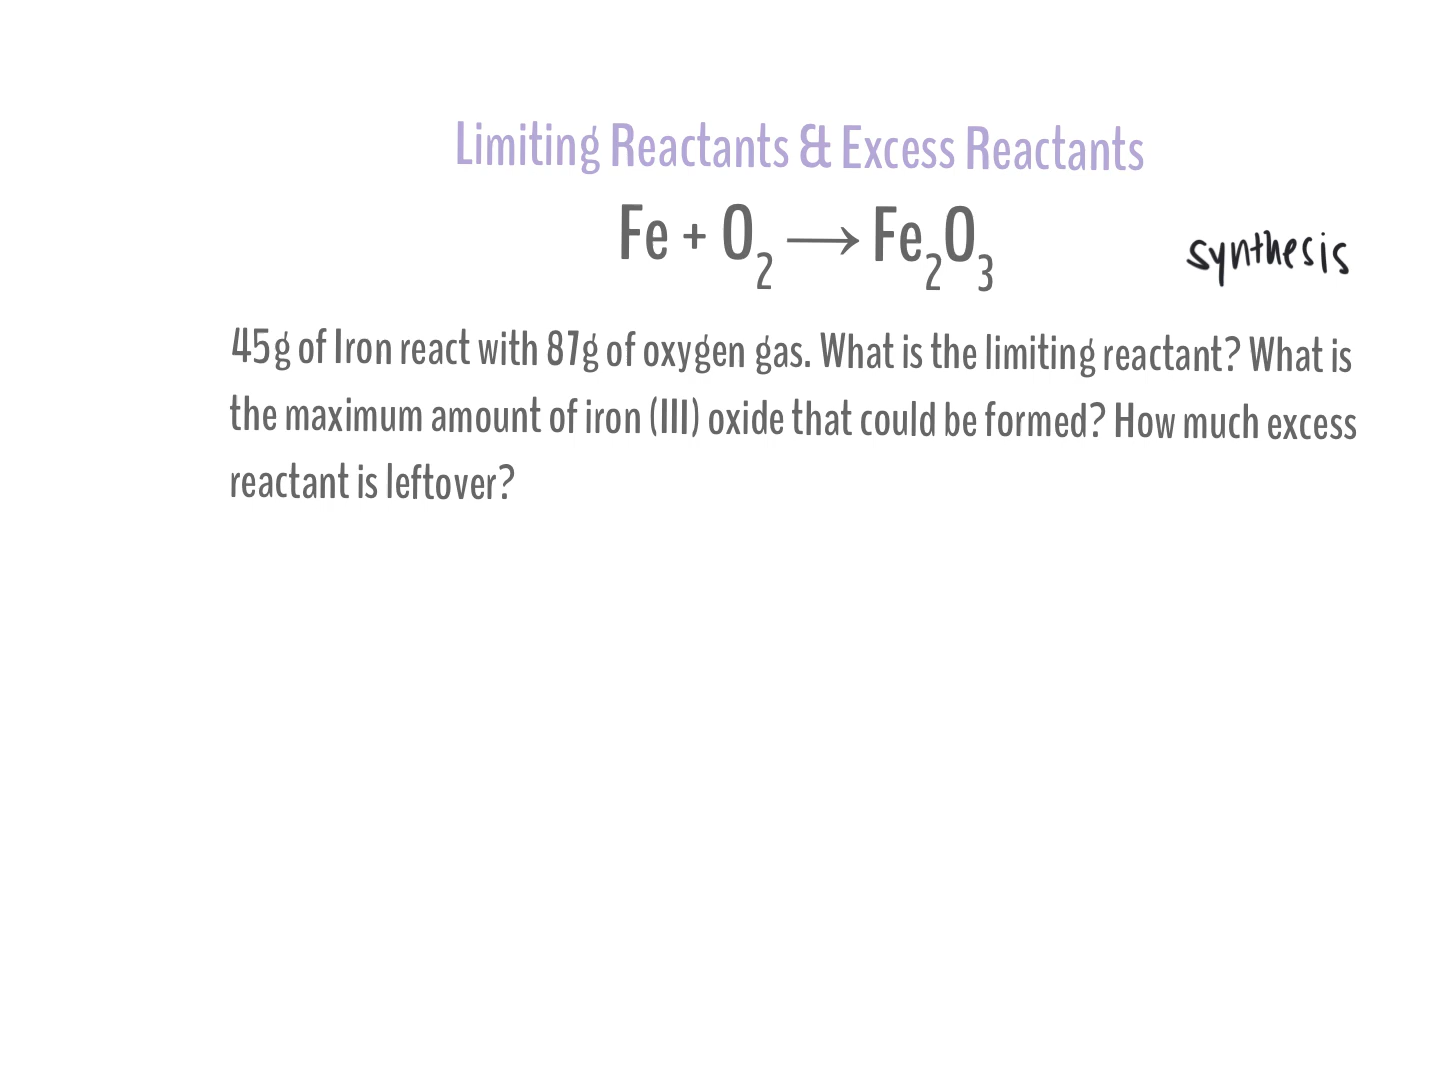 Limiting Reactants & Excess Reactants
Fe + O₂ ⟶ Fe₂O₃
synthesis
45g of Iron react with 87g of oxygen gas. What is the limiting reactant? What is
the maximum amount of iron (III) oxide that could be formed? How much excess
reactant is leftover?